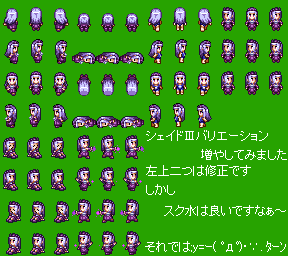 シェイドⅢバリエーション
増やしてみました
左上二つは修正です
しかし
スク水は良いですなぁ～
それではy=ｰ( ﾟдﾟ)･∵. ﾀｰﾝ